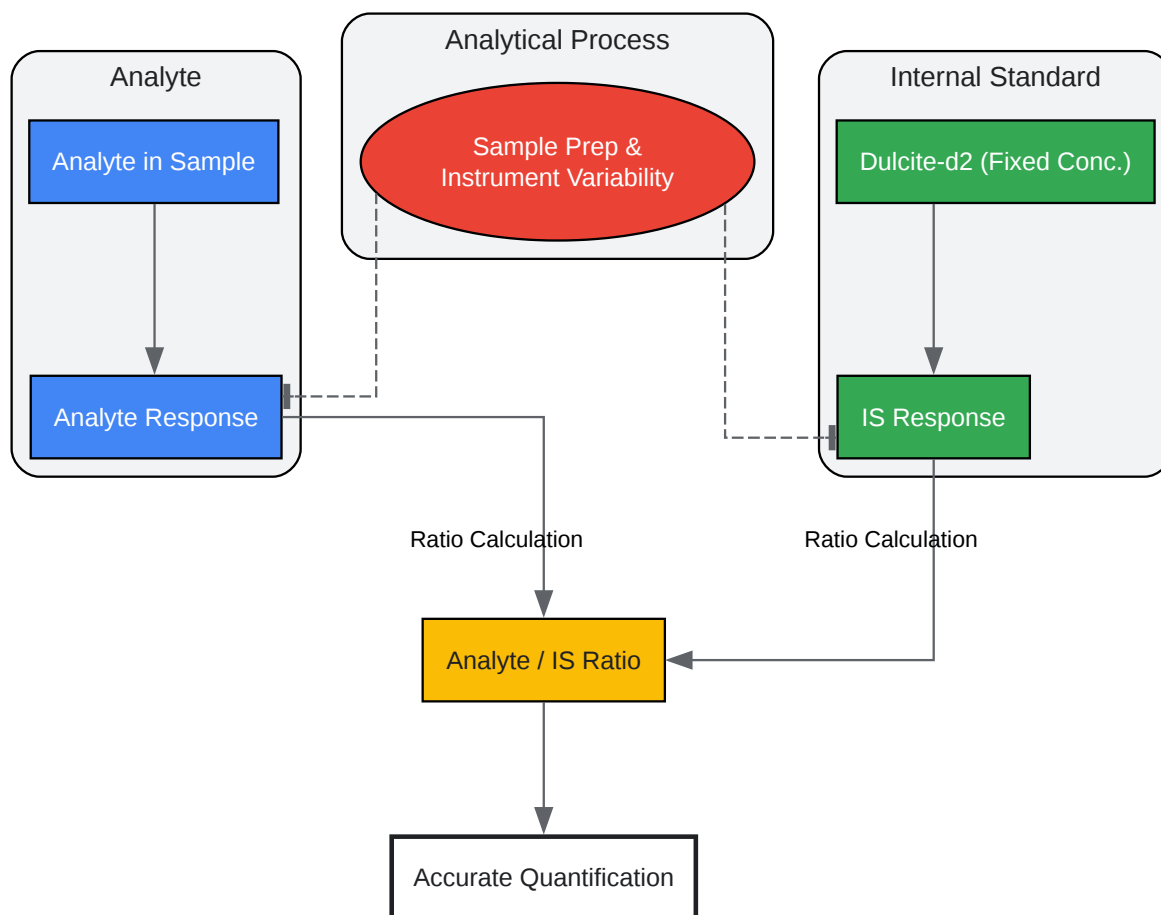 Analytical Process
Analyte
Internal Standard
Analyte in Sample
Sample Prep &
Instrument Variability
Dulcite-d2 (Fixed Conc.)
Analyte Response
IS Response
Ratio Calculation
Ratio Calculation
Analyte / IS Ratio
Accurate Quantification